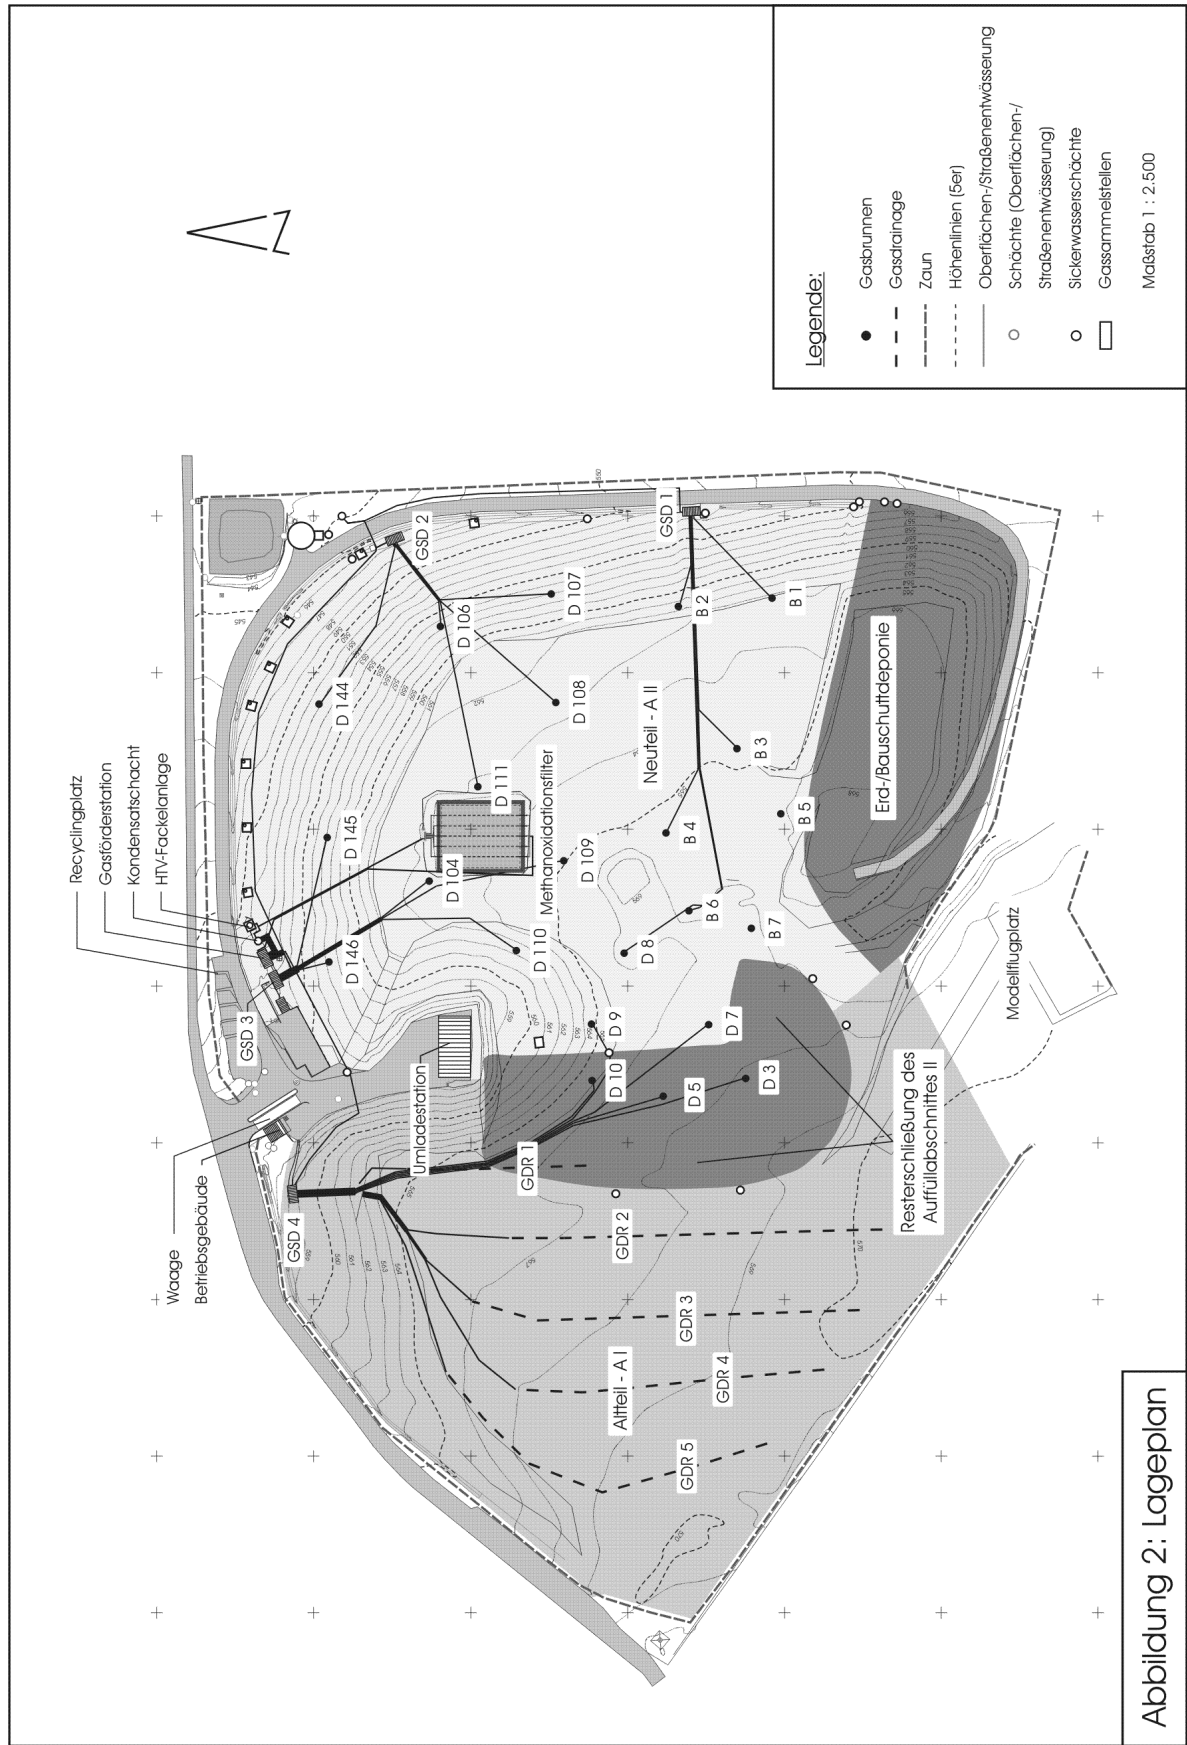 Recyclingplatz
Gasförderstation
Kondensatschacht
HTV-Fackelanlage
Waage
Betriebsgebäude
GSD 4
GSD 3
GSD 2
GSD 1
D 146
D 145
D 144
D 104
D 110
D 111
D 106
D 107
D 108
D 109
Methanoxidationsfilter
Umladestation
Neuteil - A II
B 1
B 2
B 3
B 4
B 5
B 6
B 7
D 8
D 9
D 10
D 7
D 5
D 3
GDR 1
GDR 2
GDR 3
GDR 4
GDR 5
Altteil - A I
Erd-/Bauschuttdeponie
Resterschließung des
Auffüllabschnittes II
Modellflugplatz
Legende:
Gasbrunnen
Gasdrainage
Zaun
Höhenlinien (5er)
Oberflächen-/Straßenentwässerung
Schächte (Oberflächen-/
Straßenentwässerung)
Sickerwasserschächte
Gassammelstellen
Maßstab 1 : 2.500
Abbildung 2: Lageplan